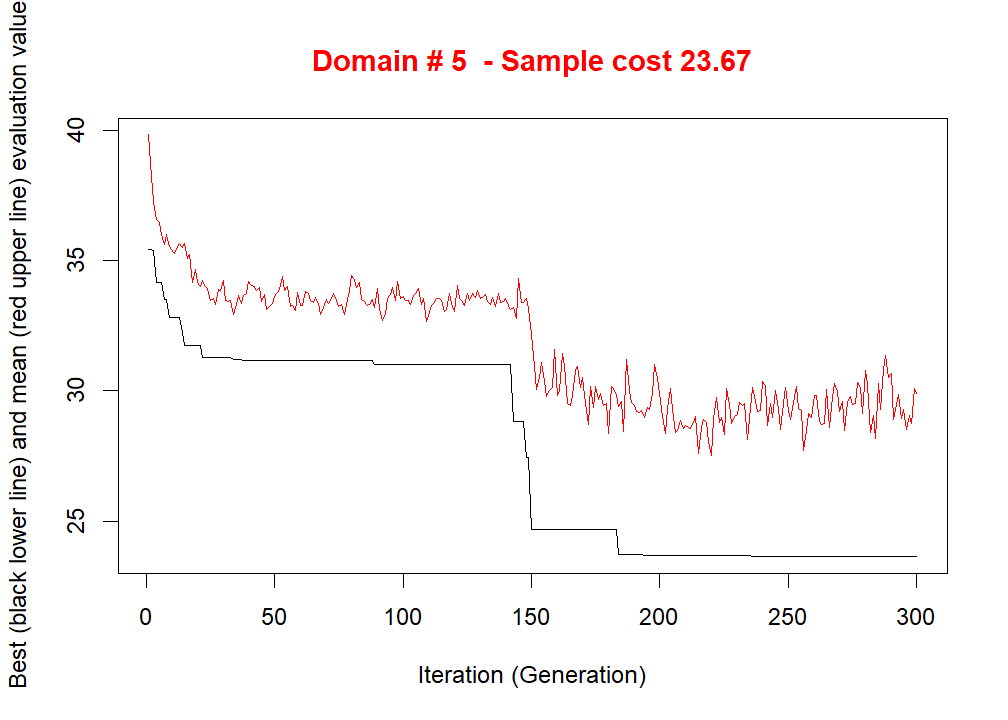 Domain # 5  - Sample cost 23.67
Best (black lower line) and mean (red upper line) evaluation value
40
35
30
25
0 50 100 150 200 250 300
Iteration (Generation)